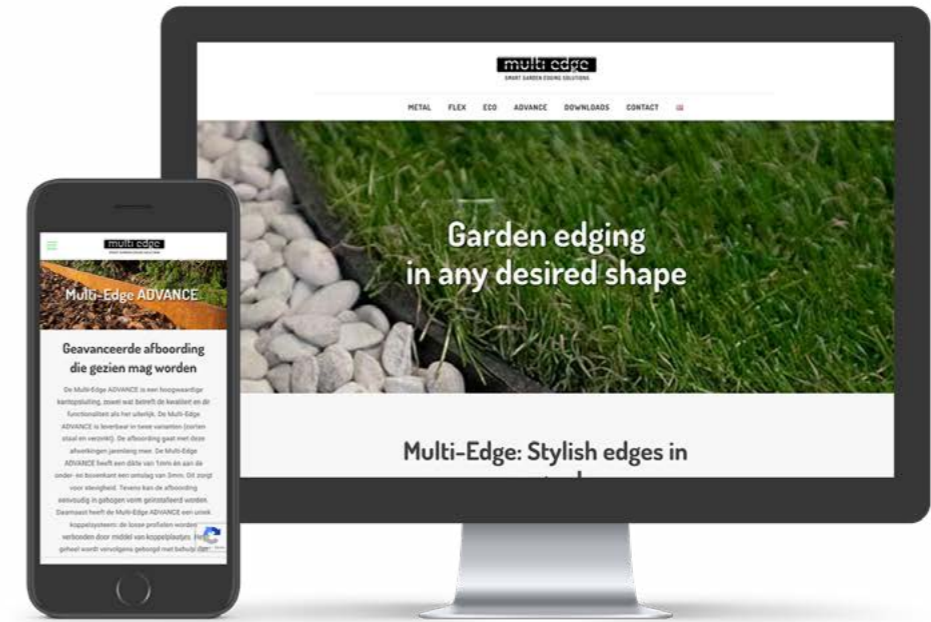 multi edge
SMART GARDEN EDGING SOLUTIONS
METAL FLEX ECO ADVANCE DOWNLOADS CONTACT
Garden edging
in any desired shape
Multi-Edge: Stylish edges in
multi edge
Multi-Edge ADVANCE
Geavanceerde afboording
die gezien mag worden
De Multi-Edge ADVANCE is een hoogwaardige
kantopsluiting, zowel wat betreft de kwaliteit en de
functionaliteit als het uiterlijk. De Multi-Edge
ADVANCE is leverbaar in twee varianten (corten
staal en verzinkt). De afboording gaat met deze
afwerkingen jarenlang mee. De Multi-Edge
ADVANCE heeft een dikte van 1mm en aan de
onder- en bovenkant een omslag van 3mm. Dit zorgt
voor stevigheid. Tevens kan de afboording
eenvoudig in gebogen vorm geïnstalleerd worden.
Daarnaast heeft de Multi-Edge ADVANCE een uniek
koppelsysteem: de losse profielen worden
verbonden door middel van koppelplaatjes. Het
geheel wordt vervolgens geborgd met behulp van